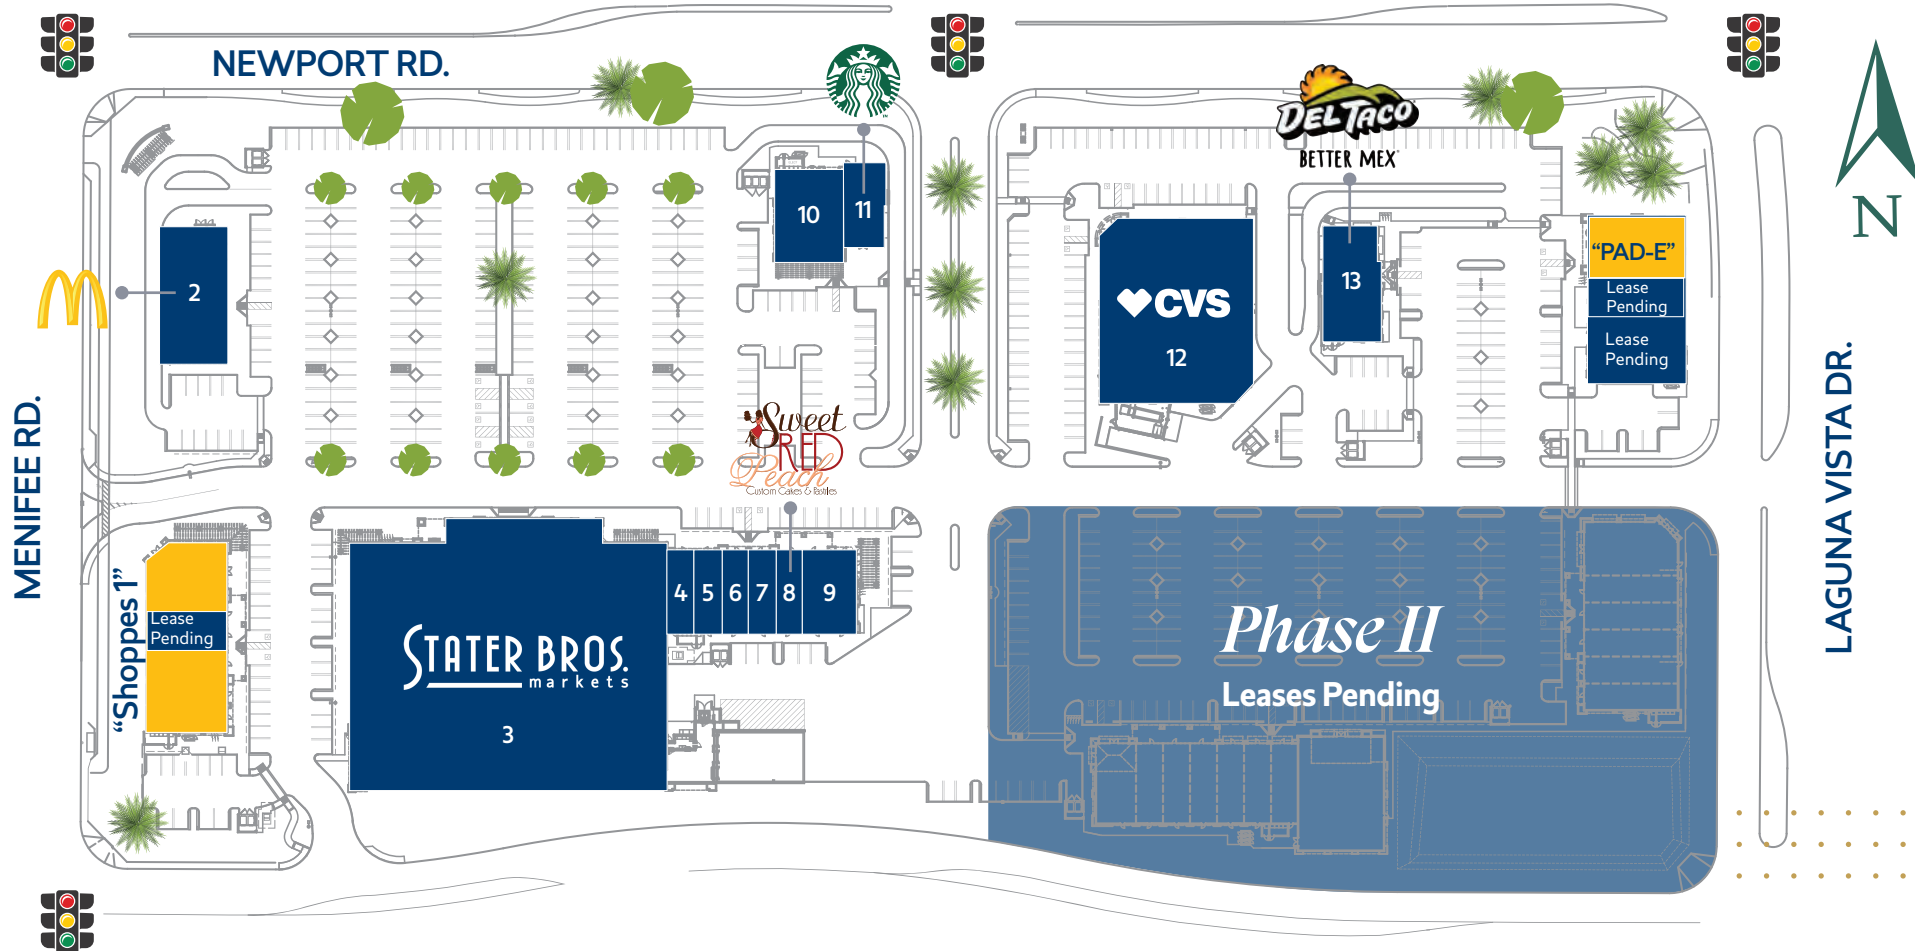 NEWPORT RD.
DEL TACO
BETTER MEX
N
10
11
"PAD-E"
Lease
Pending
Lease
Pending
2
13
CVS
12
MENIFEE RD.
LAGUNA VISTA DR.
Sweet
RED
Peach
Custom Cakes & Pastries
"Shoppes 1"
Lease
Pending
4
5
6
7
8
9
STATER BROS.
markets
3
Phase II
Leases Pending